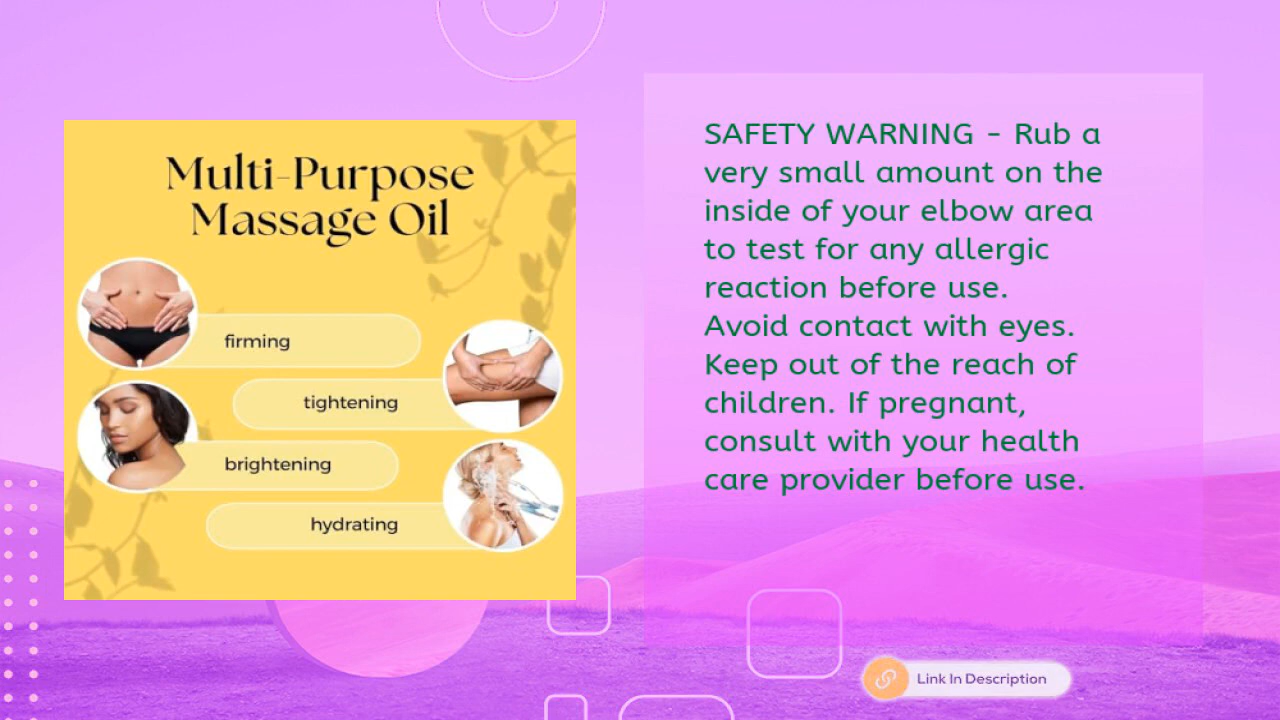 Multi-Purpose
Massage Oil
firming
tightening
brightening
hydrating
SAFETY WARNING - Rub a
very small amount on the
inside of your elbow area
to test for any allergic
reaction before use.
Avoid contact with eyes.
Keep out of the reach of
children. If pregnant,
consult with your health
care provider before use.
Link In Description